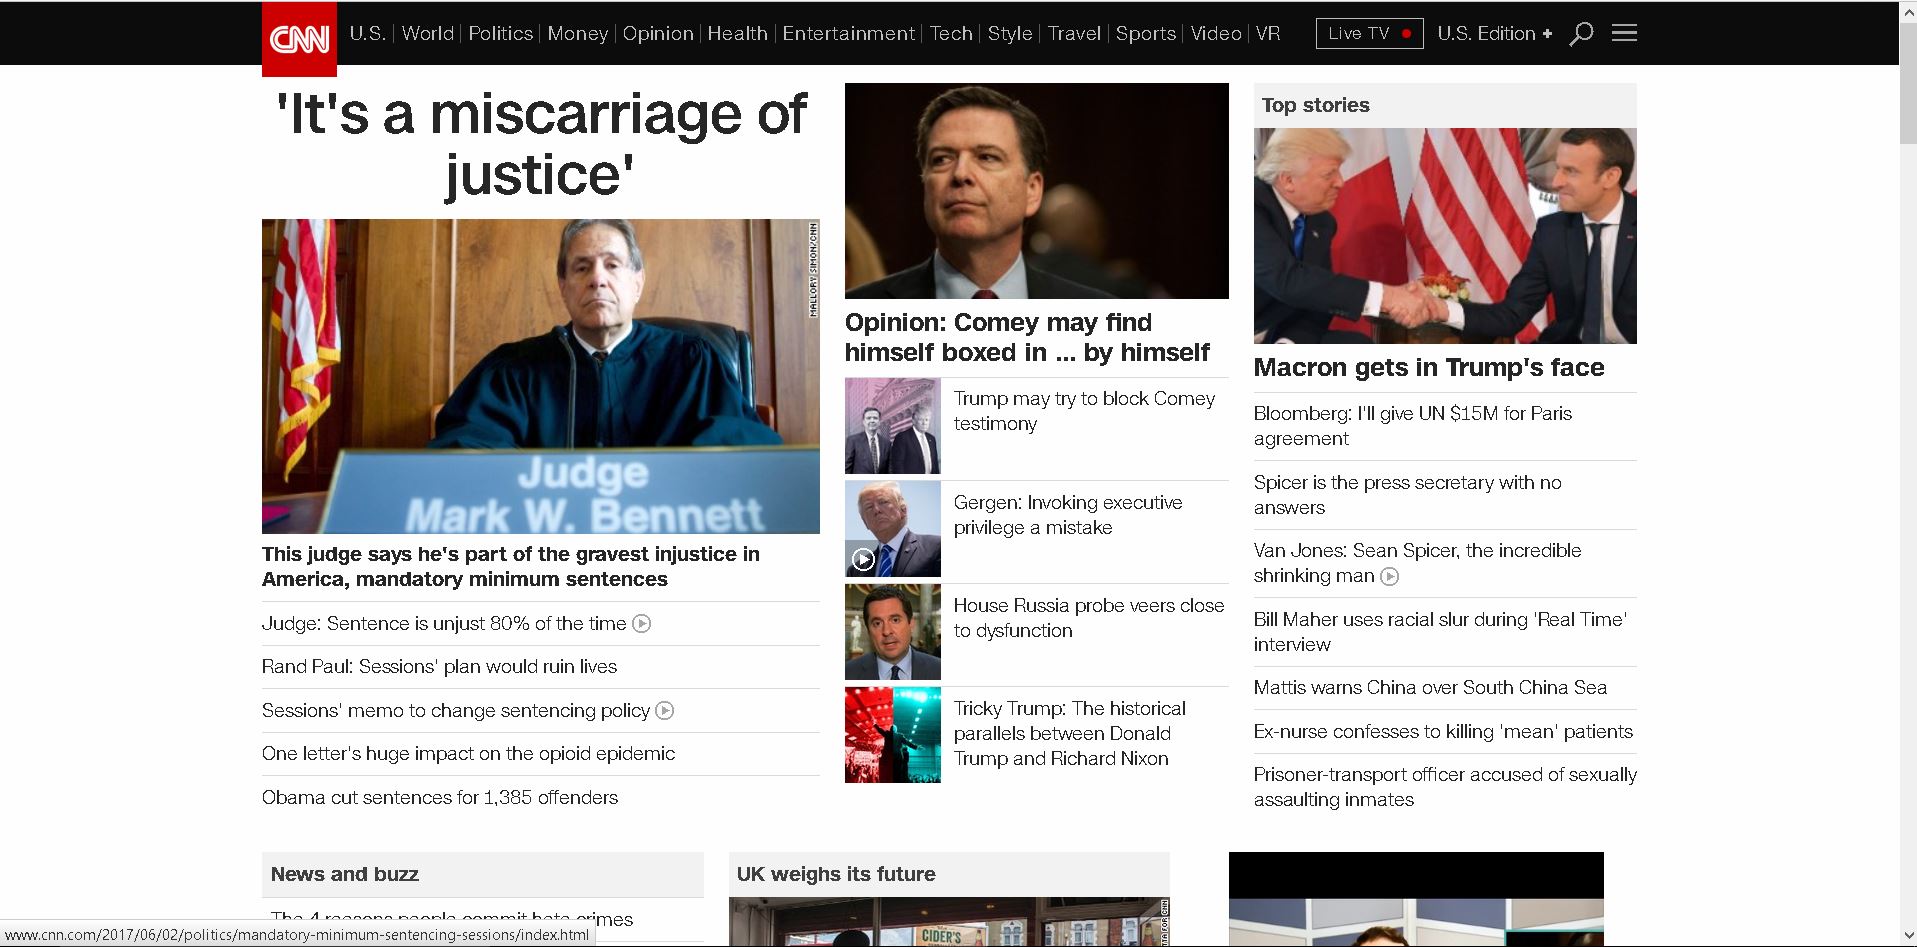 CNN
U.S.
World
Politics
Money
Opinion
Health
Entertainment
Tech
Style
Travel
Sports
Video
VR
Live TV
U.S. Edition +
'It's a miscarriage of
justice'
MALLORY SIMON/CNN
Judge
Mark W. Bennett
This judge says he's part of the gravest injustice in
America, mandatory minimum sentences
Judge: Sentence is unjust 80% of the time
Rand Paul: Sessions' plan would ruin lives
Sessions' memo to change sentencing policy
One letter's huge impact on the opioid epidemic
Obama cut sentences for 1,385 offenders
Opinion: Comey may find
himself boxed in ... by himself
Trump may try to block Comey
testimony
Gergen: Invoking executive
privilege a mistake
House Russia probe veers close
to dysfunction
Tricky Trump: The historical
parallels between Donald
Trump and Richard Nixon
Top stories
Macron gets in Trump's face
Bloomberg: I'll give UN $15M for Paris
agreement
Spicer is the press secretary with no
answers
Van Jones: Sean Spicer, the incredible
shrinking man
Bill Maher uses racial slur during 'Real Time'
interview
Mattis warns China over South China Sea
Ex-nurse confesses to killing 'mean' patients
Prisoner-transport officer accused of sexually
assaulting inmates
News and buzz
The 4 reasons people commit hate crimes
UK weighs its future
CIDER'S
www.cnn.com/2017/06/02/politics/mandatory-minimum-sentencing-sessions/index.html